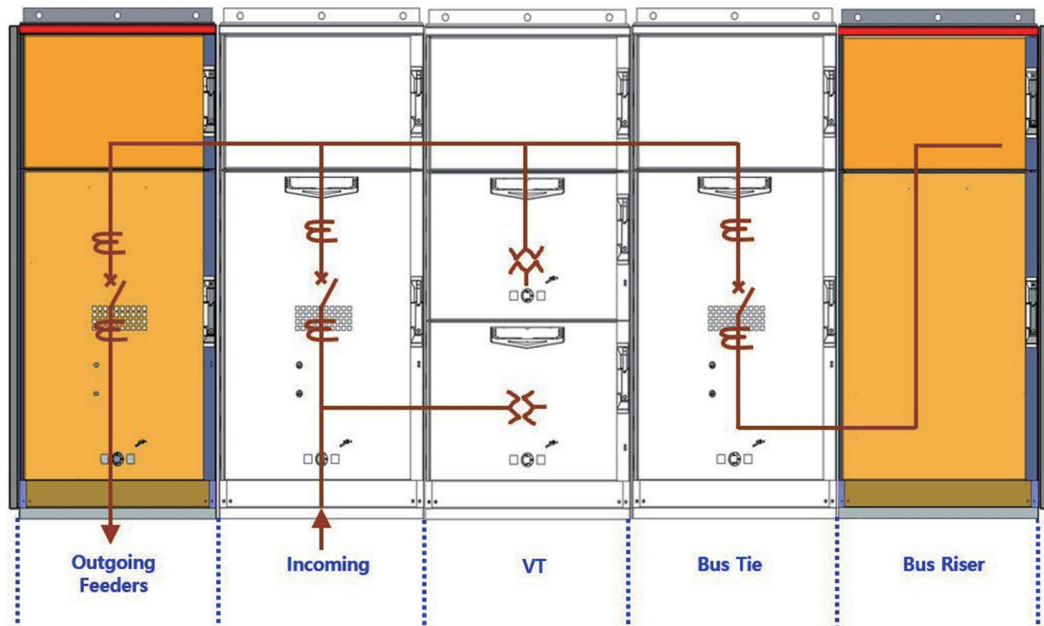 Outgoing
Feeders
Incoming
VT
Bus Tie
Bus Riser